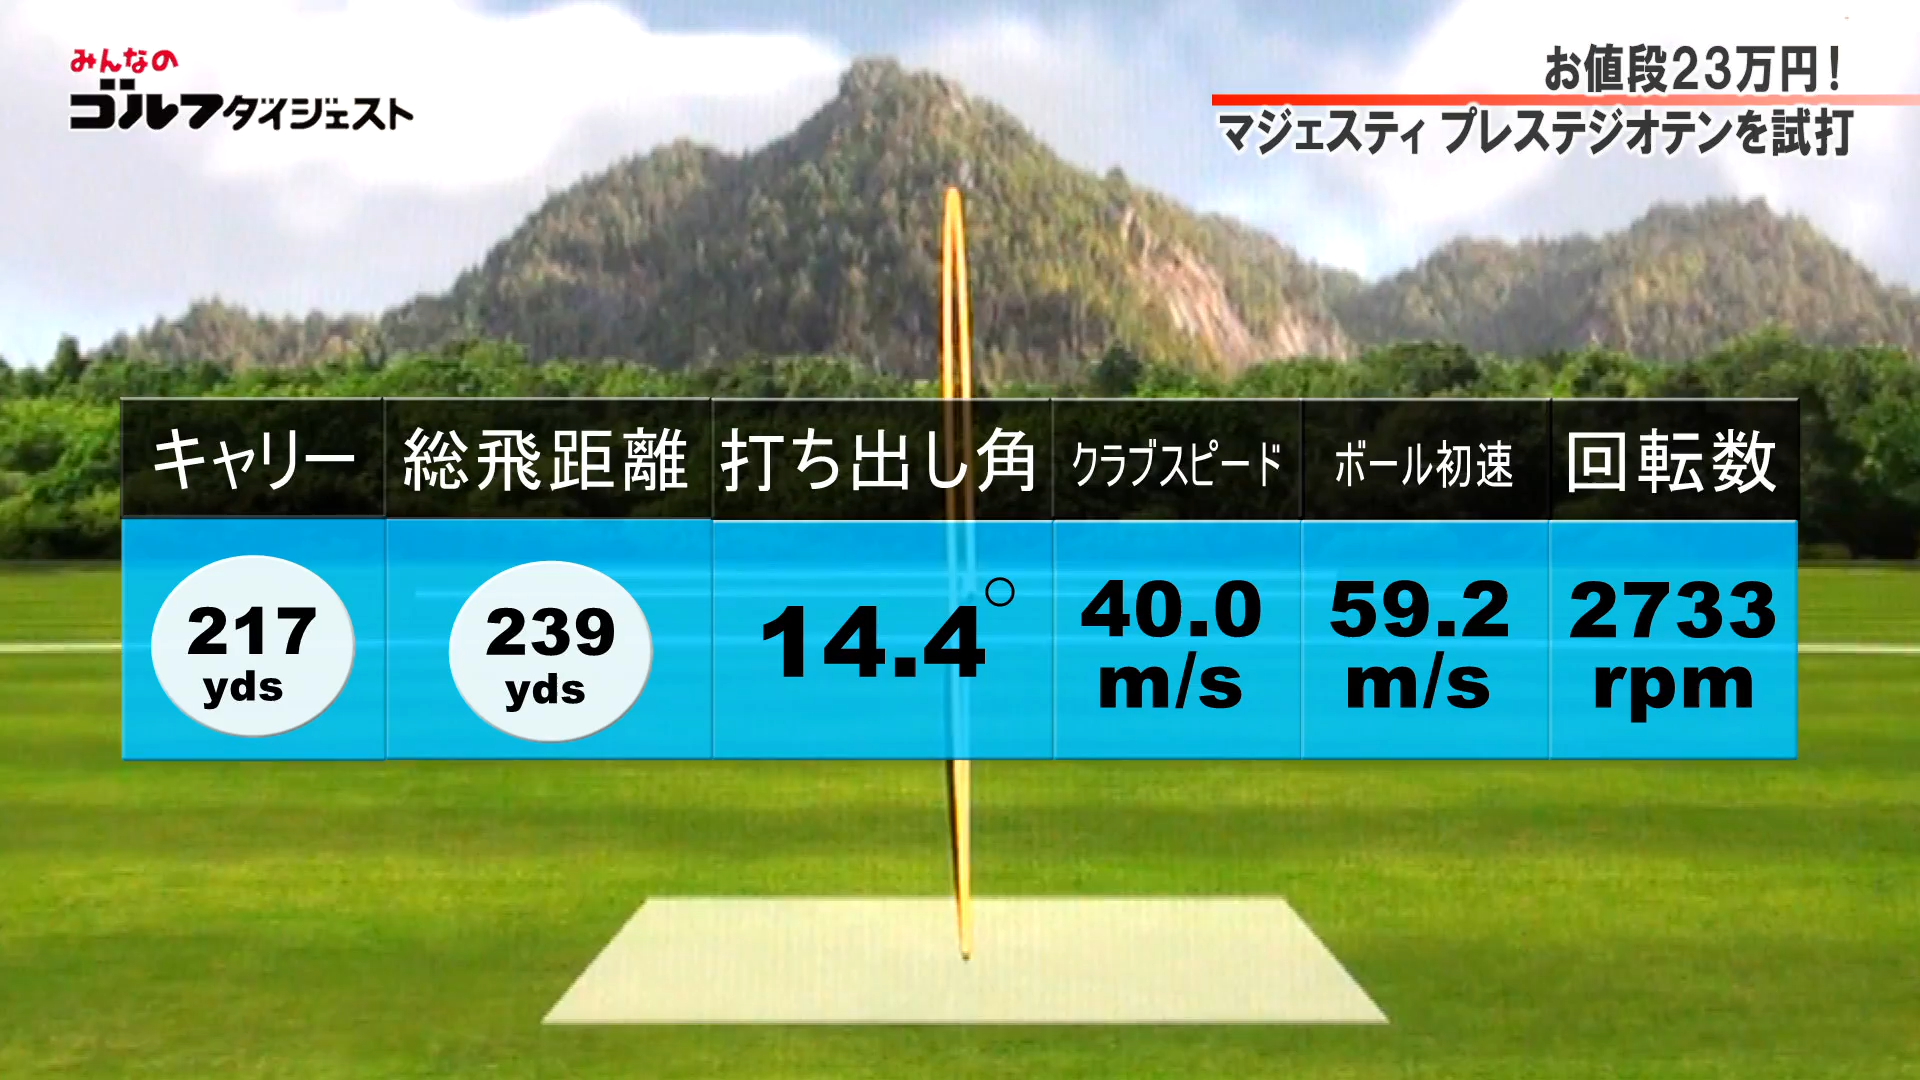 みんなの
ゴルフダイジェスト
お値段23万円!
マジェスティ プレステジオテンを試打
キャリー 総飛距離 打ち出し角 クラブスピード ボール初速 回転数
217 239 14.4° 40.0 59.2 2733
yds yds m/s m/s rpm